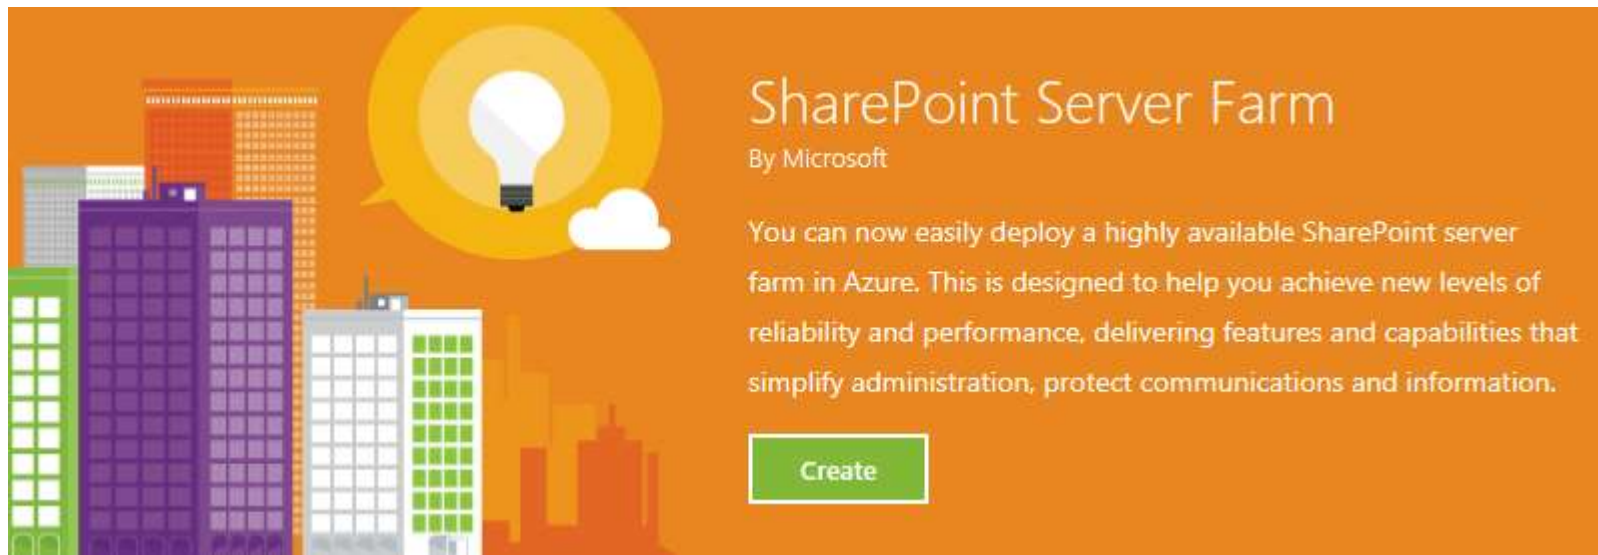 SharePoint Server Farm
By Microsoft
You can now easily deploy a highly available SharePoint server
farm in Azure. This is designed to help you achieve new levels of
reliability and performance, delivering features and capabilities that
simplify administration, protect communications and information.
Create